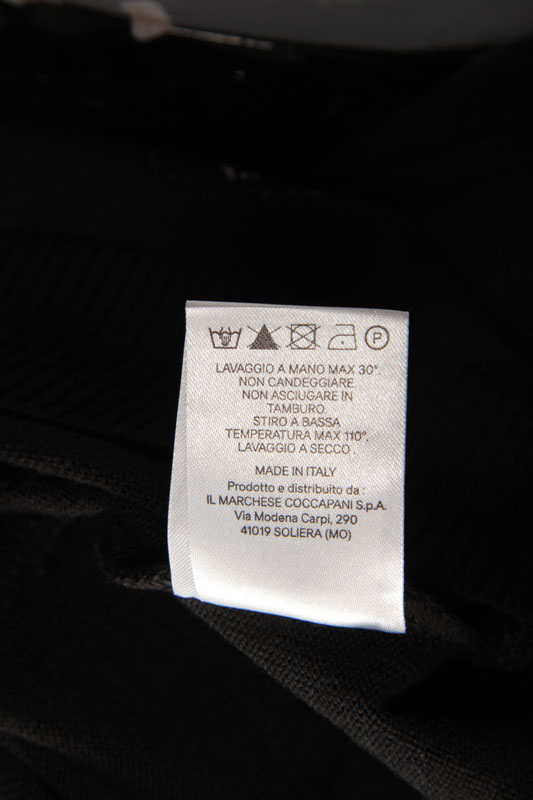 P
LAVAGGIO A MANO MAX 30°.
NON CANDEGGIARE.
NON ASCIUGARE IN
TAMBURO.
STIRO A BASSA
TEMPERATURA MAX 110°.
LAVAGGIO A SECCO .
MADE IN ITALY
Prodotto e distribuito da :
IL MARCHESE COCCAPANI S.p.A.
Via Modena Carpi, 290
41019 SOLIERA (MO)